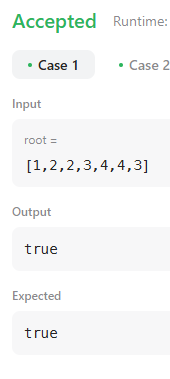 Accepted Runtime:
• Case 1 • Case 2
Input
root =
[1,2,2,3,4,4,3]
Output
true
Expected
true